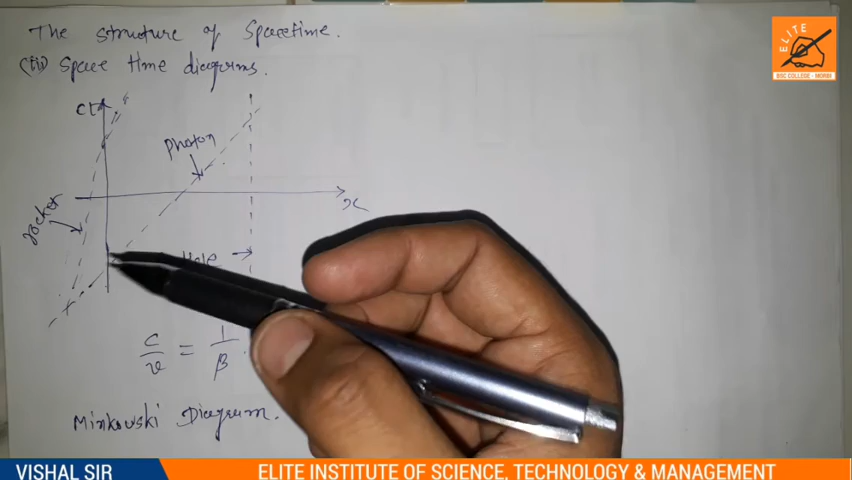 The structure of Spacetime.
(iii) Space time diagrams.
ELITE
BSC COLLEGE : MORBI
ct
photon
x
rocket
c/v = 1/β
Minkowski Diagram.
VISHAL SIR
ELITE INSTITUTE OF SCIENCE, TECHNOLOGY & MANAGEMENT